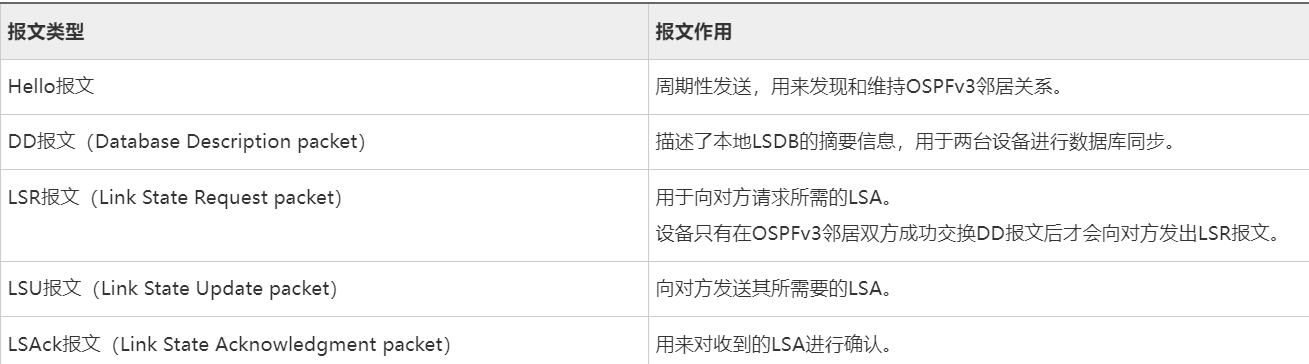 报文类型 报文作用
Hello报文 周期性发送，用来发现和维持OSPFv3邻居关系。
DD报文（Database Description packet） 描述了本地LSDB的摘要信息，用于两台设备进行数据库同步。
LSR报文（Link State Request packet） 用于向对方请求所需的LSA。
设备只有在OSPFv3邻居双方成功交换DD报文后才会向对方发出LSR报文。
LSU报文（Link State Update packet） 向对方发送其所需要的LSA。
LSAck报文（Link State Acknowledgment packet） 用来对收到的LSA进行确认。